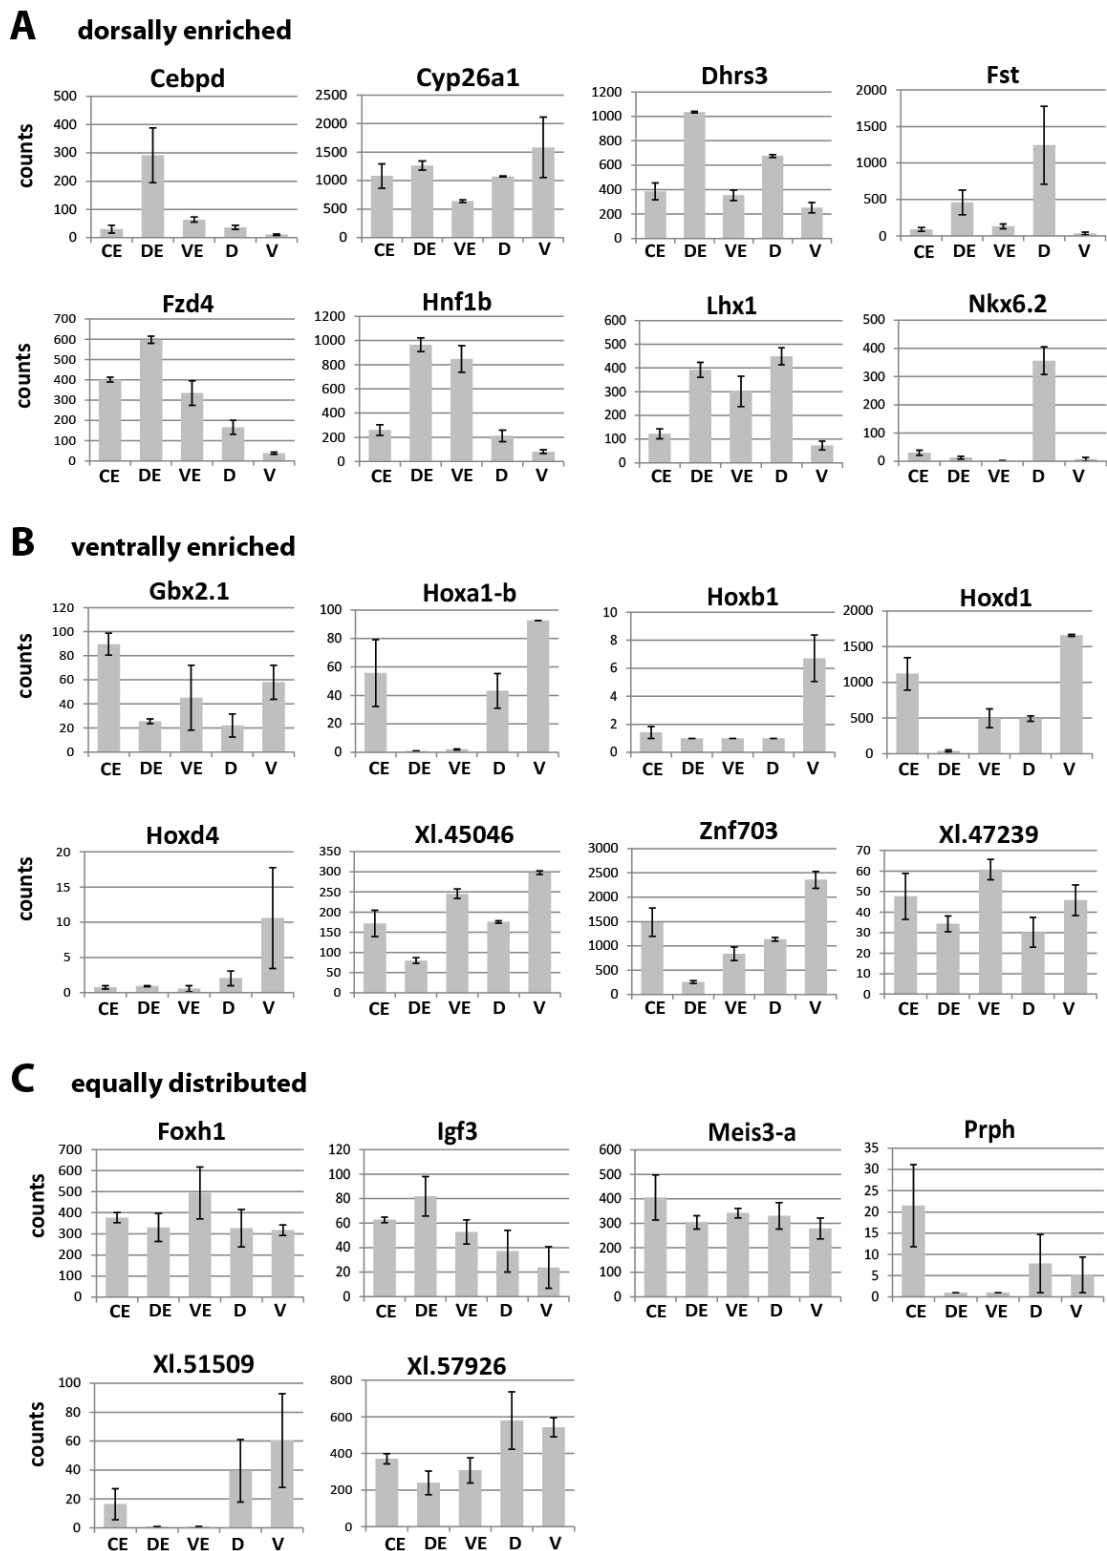 A dorsally enriched
Cebpd
counts
500
400
300
200
100
0
CE DE VE D V
Cyp26a1
2500
2000
1500
1000
500
0
CE DE VE D V
Dhrs3
1200
1000
800
600
400
200
0
CE DE VE D V
Fst
2000
1500
1000
500
0
CE DE VE D V
Fzd4
counts
700
600
500
400
300
200
100
0
CE DE VE D V
Hnf1b
1200
1000
800
600
400
200
0
CE DE VE D V
Lhx1
600
500
400
300
200
100
0
CE DE VE D V
Nkx6.2
500
400
300
200
100
0
CE DE VE D V
B ventrally enriched
Gbx2.1
counts
120
100
80
60
40
20
0
CE DE VE D V
Hoxa1-b
100
80
60
40
20
0
CE DE VE D V
Hoxb1
10
8
6
4
2
0
CE DE VE D V
Hoxd1
2000
1500
1000
500
0
CE DE VE D V
Hoxd4
counts
20
15
10
5
0
CE DE VE D V
Xl.45046
350
300
250
200
150
100
50
0
CE DE VE D V
Znf703
3000
2500
2000
1500
1000
500
0
CE DE VE D V
Xl.47239
70
60
50
40
30
20
10
0
CE DE VE D V
C equally distributed
Foxh1
counts
700
600
500
400
300
200
100
0
CE DE VE D V
Igf3
120
100
80
60
40
20
0
CE DE VE D V
Meis3-a
600
500
400
300
200
100
0
CE DE VE D V
Prph
35
30
25
20
15
10
5
0
CE DE VE D V
Xl.51509
counts
100
80
60
40
20
0
CE DE VE D V
Xl.57926
800
600
400
200
0
CE DE VE D V